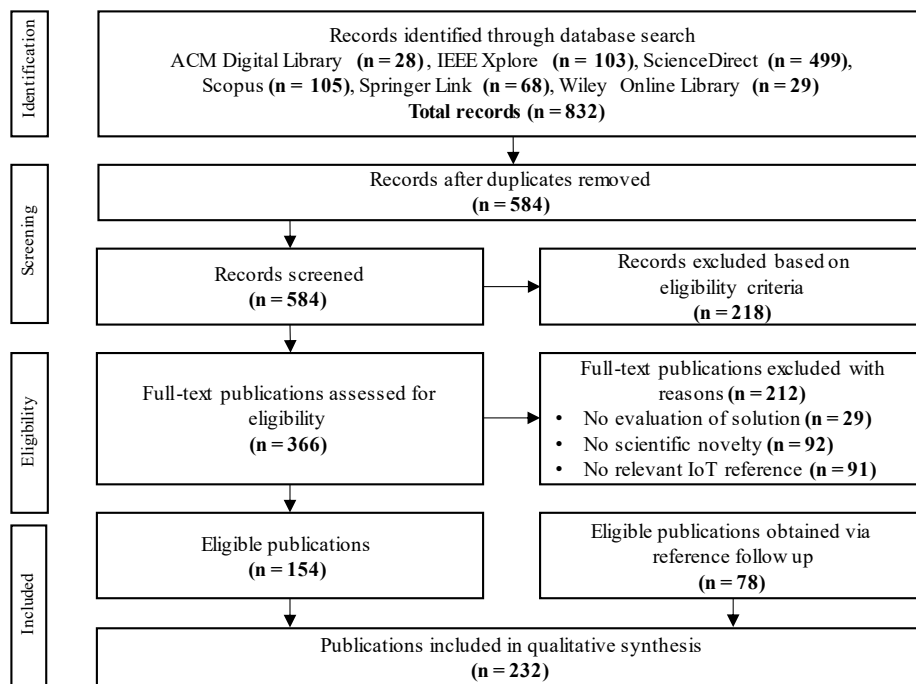 Identification
Records identified through database search
ACM Digital Library (n = 28), IEEE Xplore (n = 103), ScienceDirect (n = 499),
Scopus (n = 105), Springer Link (n = 68), Wiley Online Library (n = 29)
Total records (n = 832)
Screening
Records after duplicates removed
(n = 584)
Records screened
(n = 584)
Records excluded based on
eligibility criteria
(n = 218)
Eligibility
Full-text publications assessed for
eligibility
(n = 366)
Full-text publications excluded with
reasons (n = 212)
• No evaluation of solution (n = 29)
• No scientific novelty (n = 92)
• No relevant IoT reference (n = 91)
Included
Eligible publications
(n = 154)
Eligible publications obtained via
reference follow up
(n = 78)
Publications included in qualitative synthesis
(n = 232)